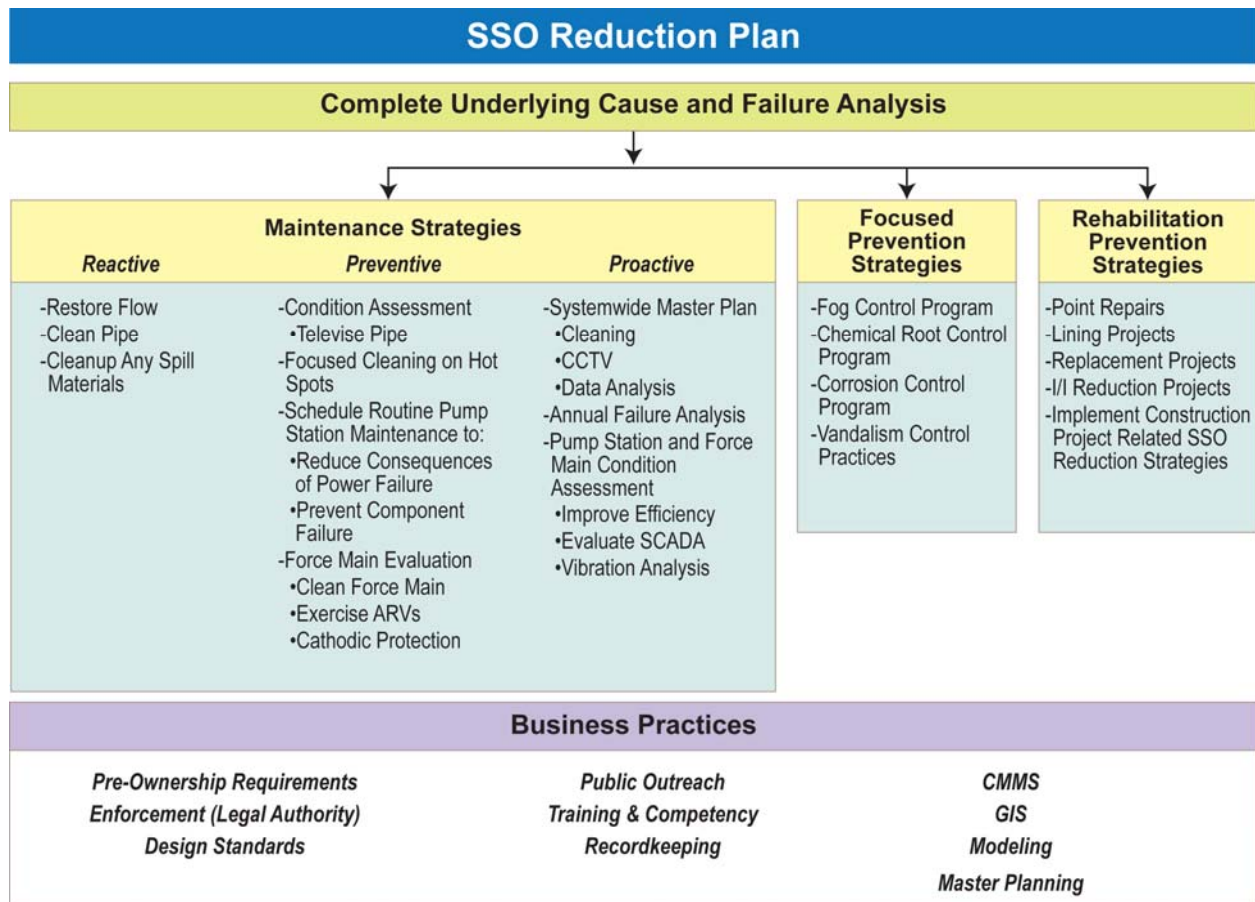 SSO Reduction Plan
Complete Underlying Cause and Failure Analysis
Maintenance Strategies
Reactive
-Restore Flow
-Clean Pipe
-Cleanup Any Spill
Materials
Preventive
-Condition Assessment
•Televise Pipe
-Focused Cleaning on Hot
Spots
-Schedule Routine Pump
Station Maintenance to:
•Reduce Consequences
of Power Failure
•Prevent Component
Failure
-Force Main Evaluation
•Clean Force Main
•Exercise ARVs
•Cathodic Protection
Proactive
-Systemwide Master Plan
•Cleaning
•CCTV
•Data Analysis
-Annual Failure Analysis
-Pump Station and Force
Main Condition
Assessment
•Improve Efficiency
•Evaluate SCADA
•Vibration Analysis
Focused
Prevention
Strategies
-Fog Control Program
-Chemical Root Control
Program
-Corrosion Control
Program
-Vandalism Control
Practices
Rehabilitation
Prevention
Strategies
-Point Repairs
-Lining Projects
-Replacement Projects
-I/I Reduction Projects
-Implement Construction
Project Related SSO
Reduction Strategies
Business Practices
Pre-Ownership Requirements
Enforcement (Legal Authority)
Design Standards
Public Outreach
Training & Competency
Recordkeeping
CMMS
GIS
Modeling
Master Planning